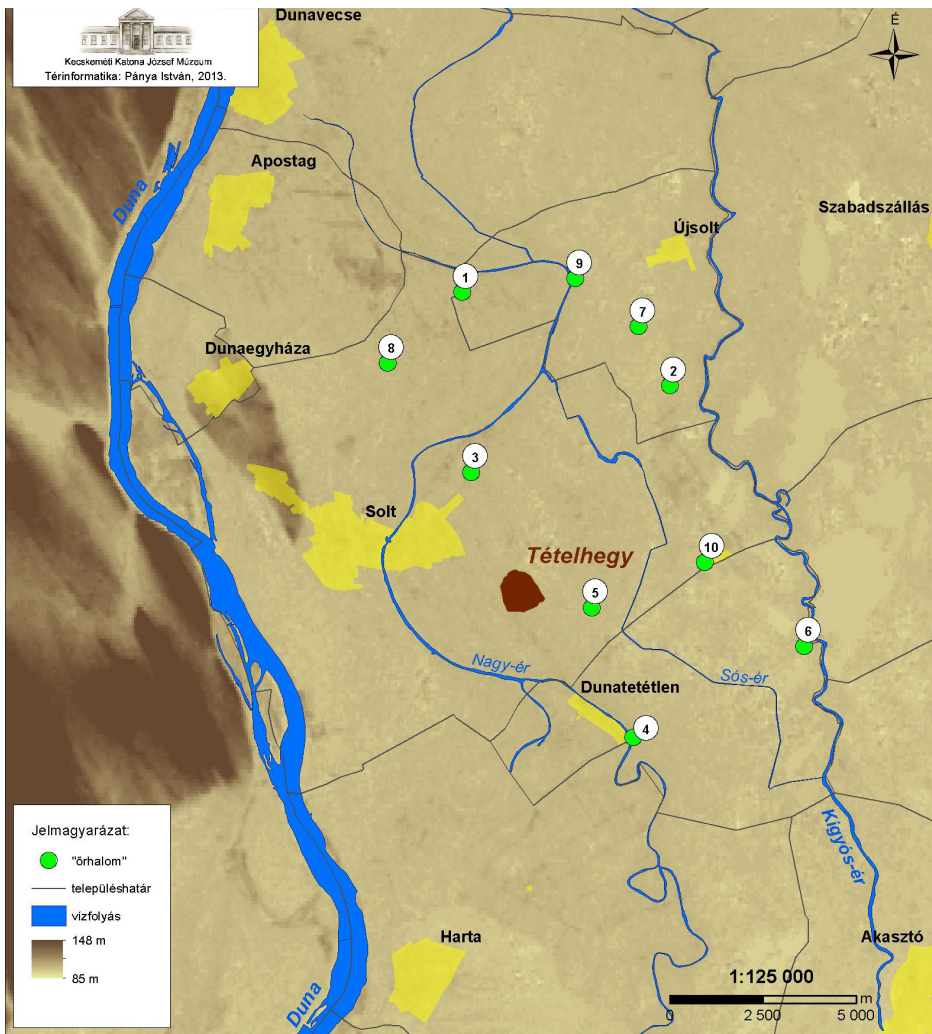 Dunavecse
Kecskeméti Katona József Múzeum
Térinformatika: Pánya István, 2013.
É
Apostag
Duna
Szabadszállás
Újsolt
9
1
7
8
Dunaegyháza
2
3
Solt
10
Tételhegy
5
6
Nagy-ér
Sós-ér
Dunatetétlen
4
Jelmagyarázat:
"őrhalom"
településhatár
vízfolyás
148 m
85 m
Kígyós-ér
Harta
Akasztó
1:125 000
0 2 500 5 000 m
Duna